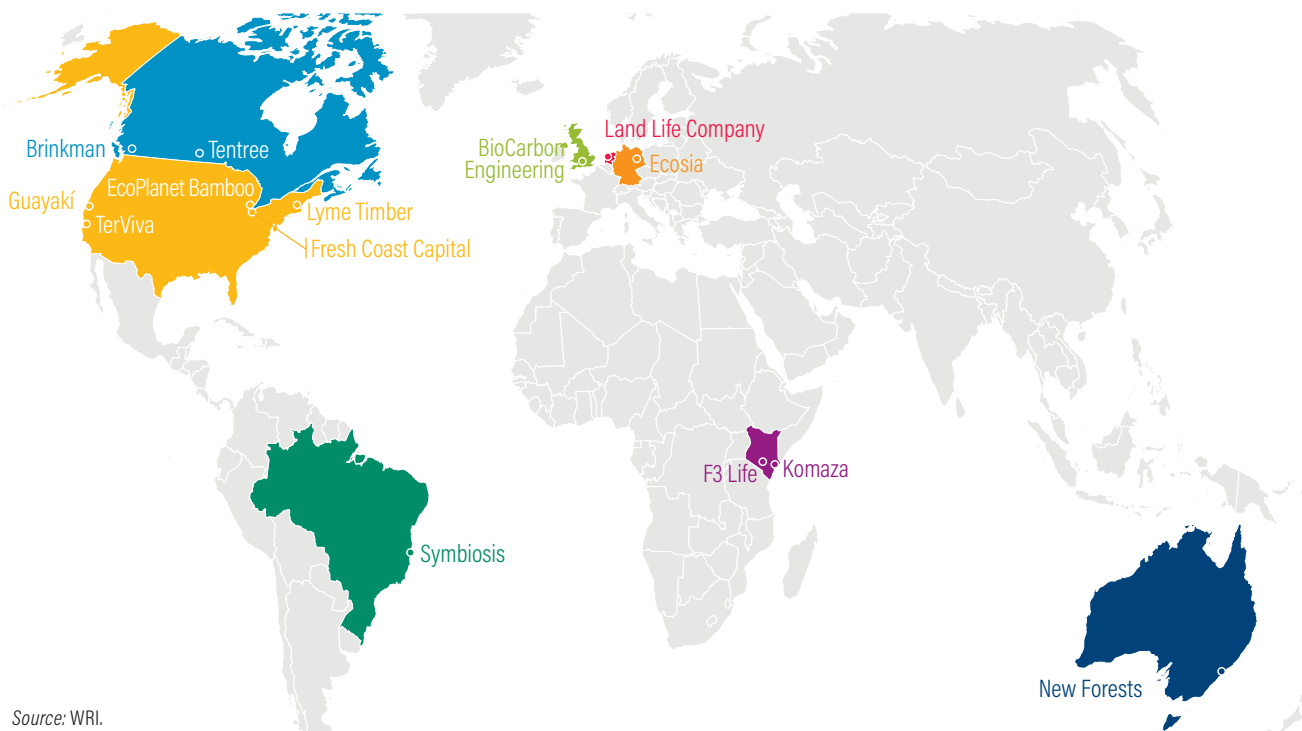 Land Life Company
BioCarbon
Engineering
Ecosia
Brinkman
Tentree
EcoPlanet Bamboo
Guayakí
TerViva
Lyme Timber
Fresh Coast Capital
F3 Life
Komaza
Symbiosis
New Forests
Source: WRI.